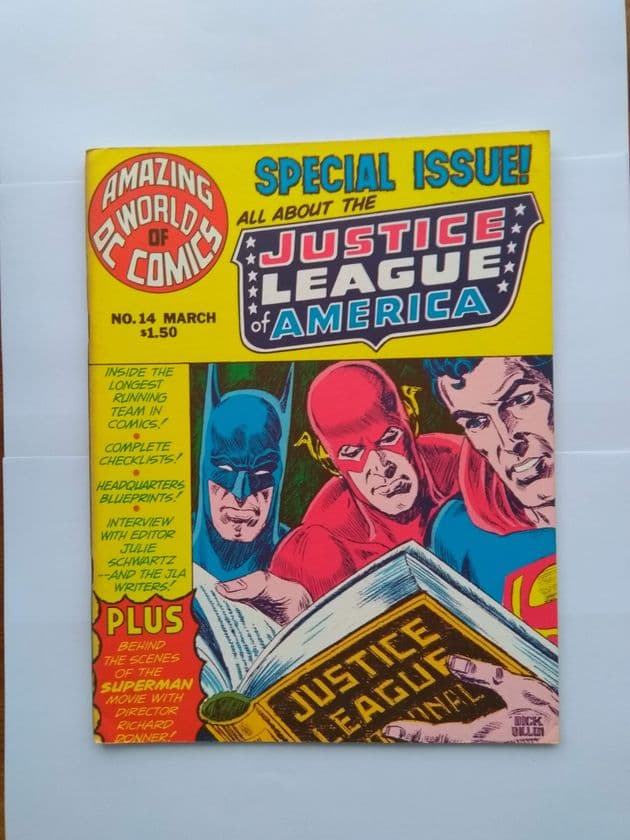 AMAZING
WORLD
OF
DC COMICS
NO. 14 MARCH
$1.50
SPECIAL ISSUE!
ALL ABOUT THE
JUSTICE
LEAGUE
of AMERICA
INSIDE THE
LONGEST
RUNNING
TEAM IN
COMICS!
COMPLETE
CHECKLISTS!
HEADQUARTERS
BLUEPRINTS!
INTERVIEW
WITH EDITOR
JULIE
SCHWARTZ
--AND THE JLA
WRITERS!
PLUS
BEHIND
THE SCENES
OF THE
SUPERMAN
MOVIE WITH
DIRECTOR
RICHARD
DONNER!
JUSTICE
LEAGUE
DICK
DILLIN